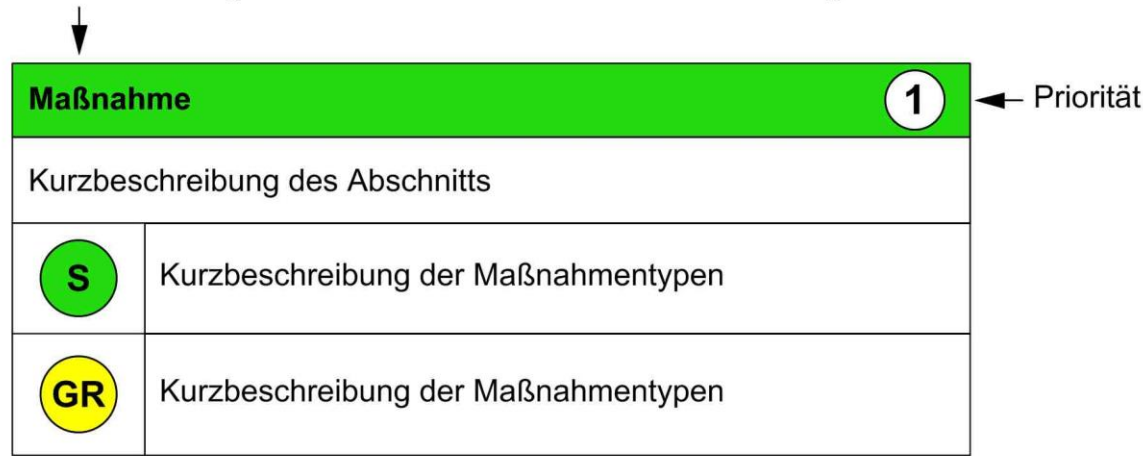 Maßnahme 1 Priorität
Kurzbeschreibung des Abschnitts
S Kurzbeschreibung der Maßnahmentypen
GR Kurzbeschreibung der Maßnahmentypen